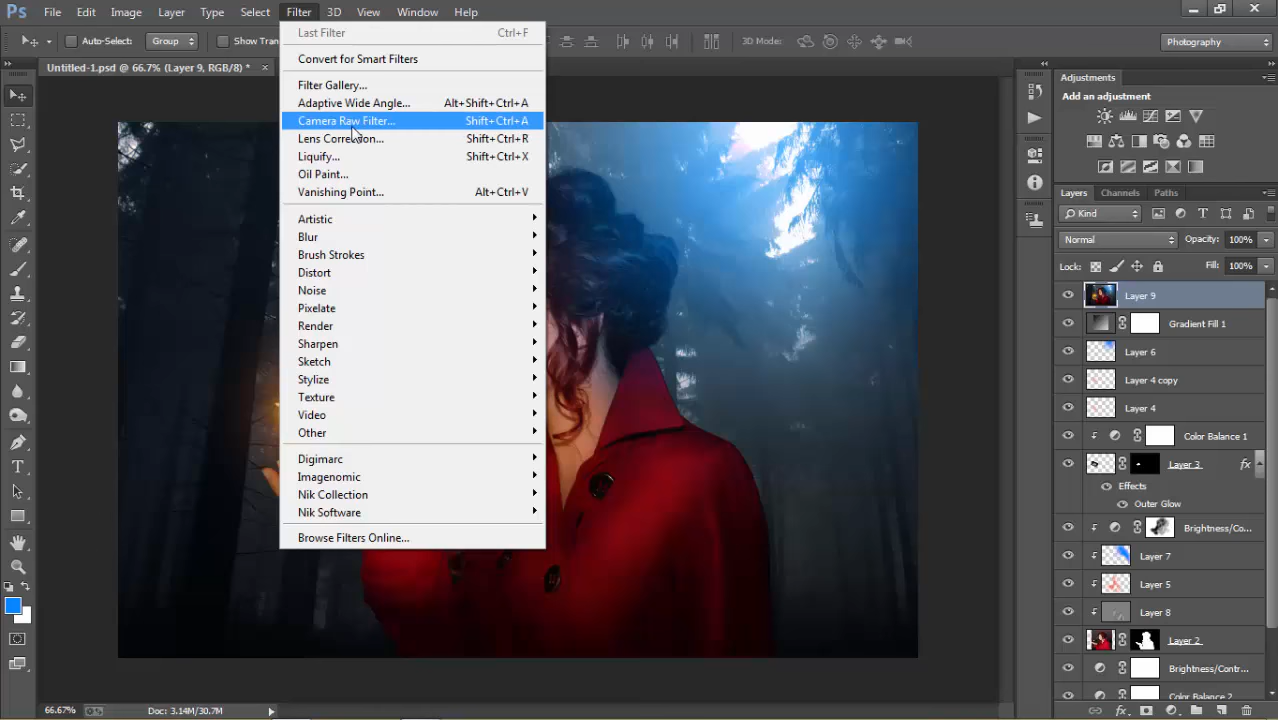 Ps File Edit Image Layer Type Select Filter 3D View Window Help
Auto-Select: Group Show Tran 3D Mode: Photography
Untitled-1.psd @ 66.7% (Layer 9, RGB/8) * ×
Last Filter Ctrl+F
Convert for Smart Filters
Filter Gallery...
Adaptive Wide Angle... Alt+Shift+Ctrl+A
Camera Raw Filter... Shift+Ctrl+A
Lens Correction... Shift+Ctrl+R
Liquify... Shift+Ctrl+X
Oil Paint...
Vanishing Point... Alt+Ctrl+V
Artistic
Blur
Brush Strokes
Distort
Noise
Pixelate
Render
Sharpen
Sketch
Stylize
Texture
Video
Other
Digimarc
Imagenomic
Nik Collection
Nik Software
Browse Filters Online...
Adjustments
Add an adjustment
Layers Channels Paths
Kind
Normal Opacity: 100%
Lock: Fill: 100%
Layer 9
Gradient Fill 1
Layer 6
Layer 4 copy
Layer 4
Color Balance 1
Layer 3 fx
Effects
Outer Glow
Brightness/Co...
Layer 7
Layer 5
Layer 8
Layer 2
Brightness/Contr...
Color Balance 2
66.67% Doc: 3.14M/30.7M